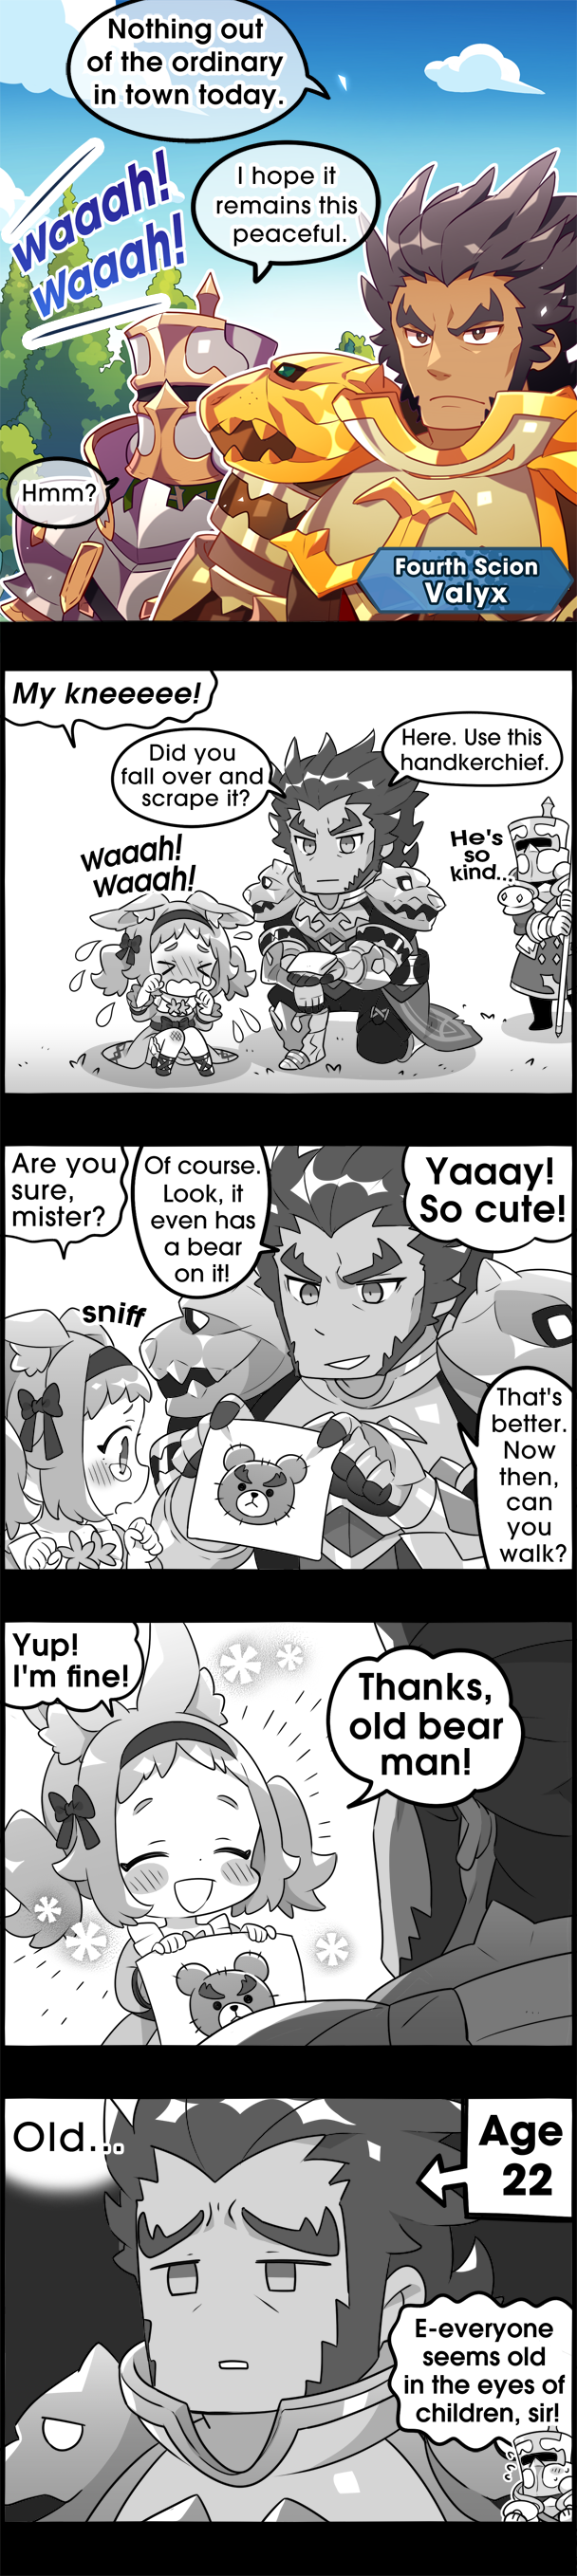 Nothing out
of the ordinary
in town today.
I hope it
remains this
peaceful.
Waaah!
Waaah!
Hmm?
Fourth Scion
Valyx
My kneeeee!
Did you
fall over and
scrape it?
Here. Use this
handkerchief.
Waaah!
Waaah!
He's
so
kind...
Are you
sure,
mister?
Of course.
Look, it
even has
a bear
on it!
Yaaay!
So cute!
sniff
That's
better.
Now
then,
can
you
walk?
Yup!
I'm fine!
Thanks,
old bear
man!
Old...
Age
22
E-everyone
seems old
in the eyes of
children, sir!